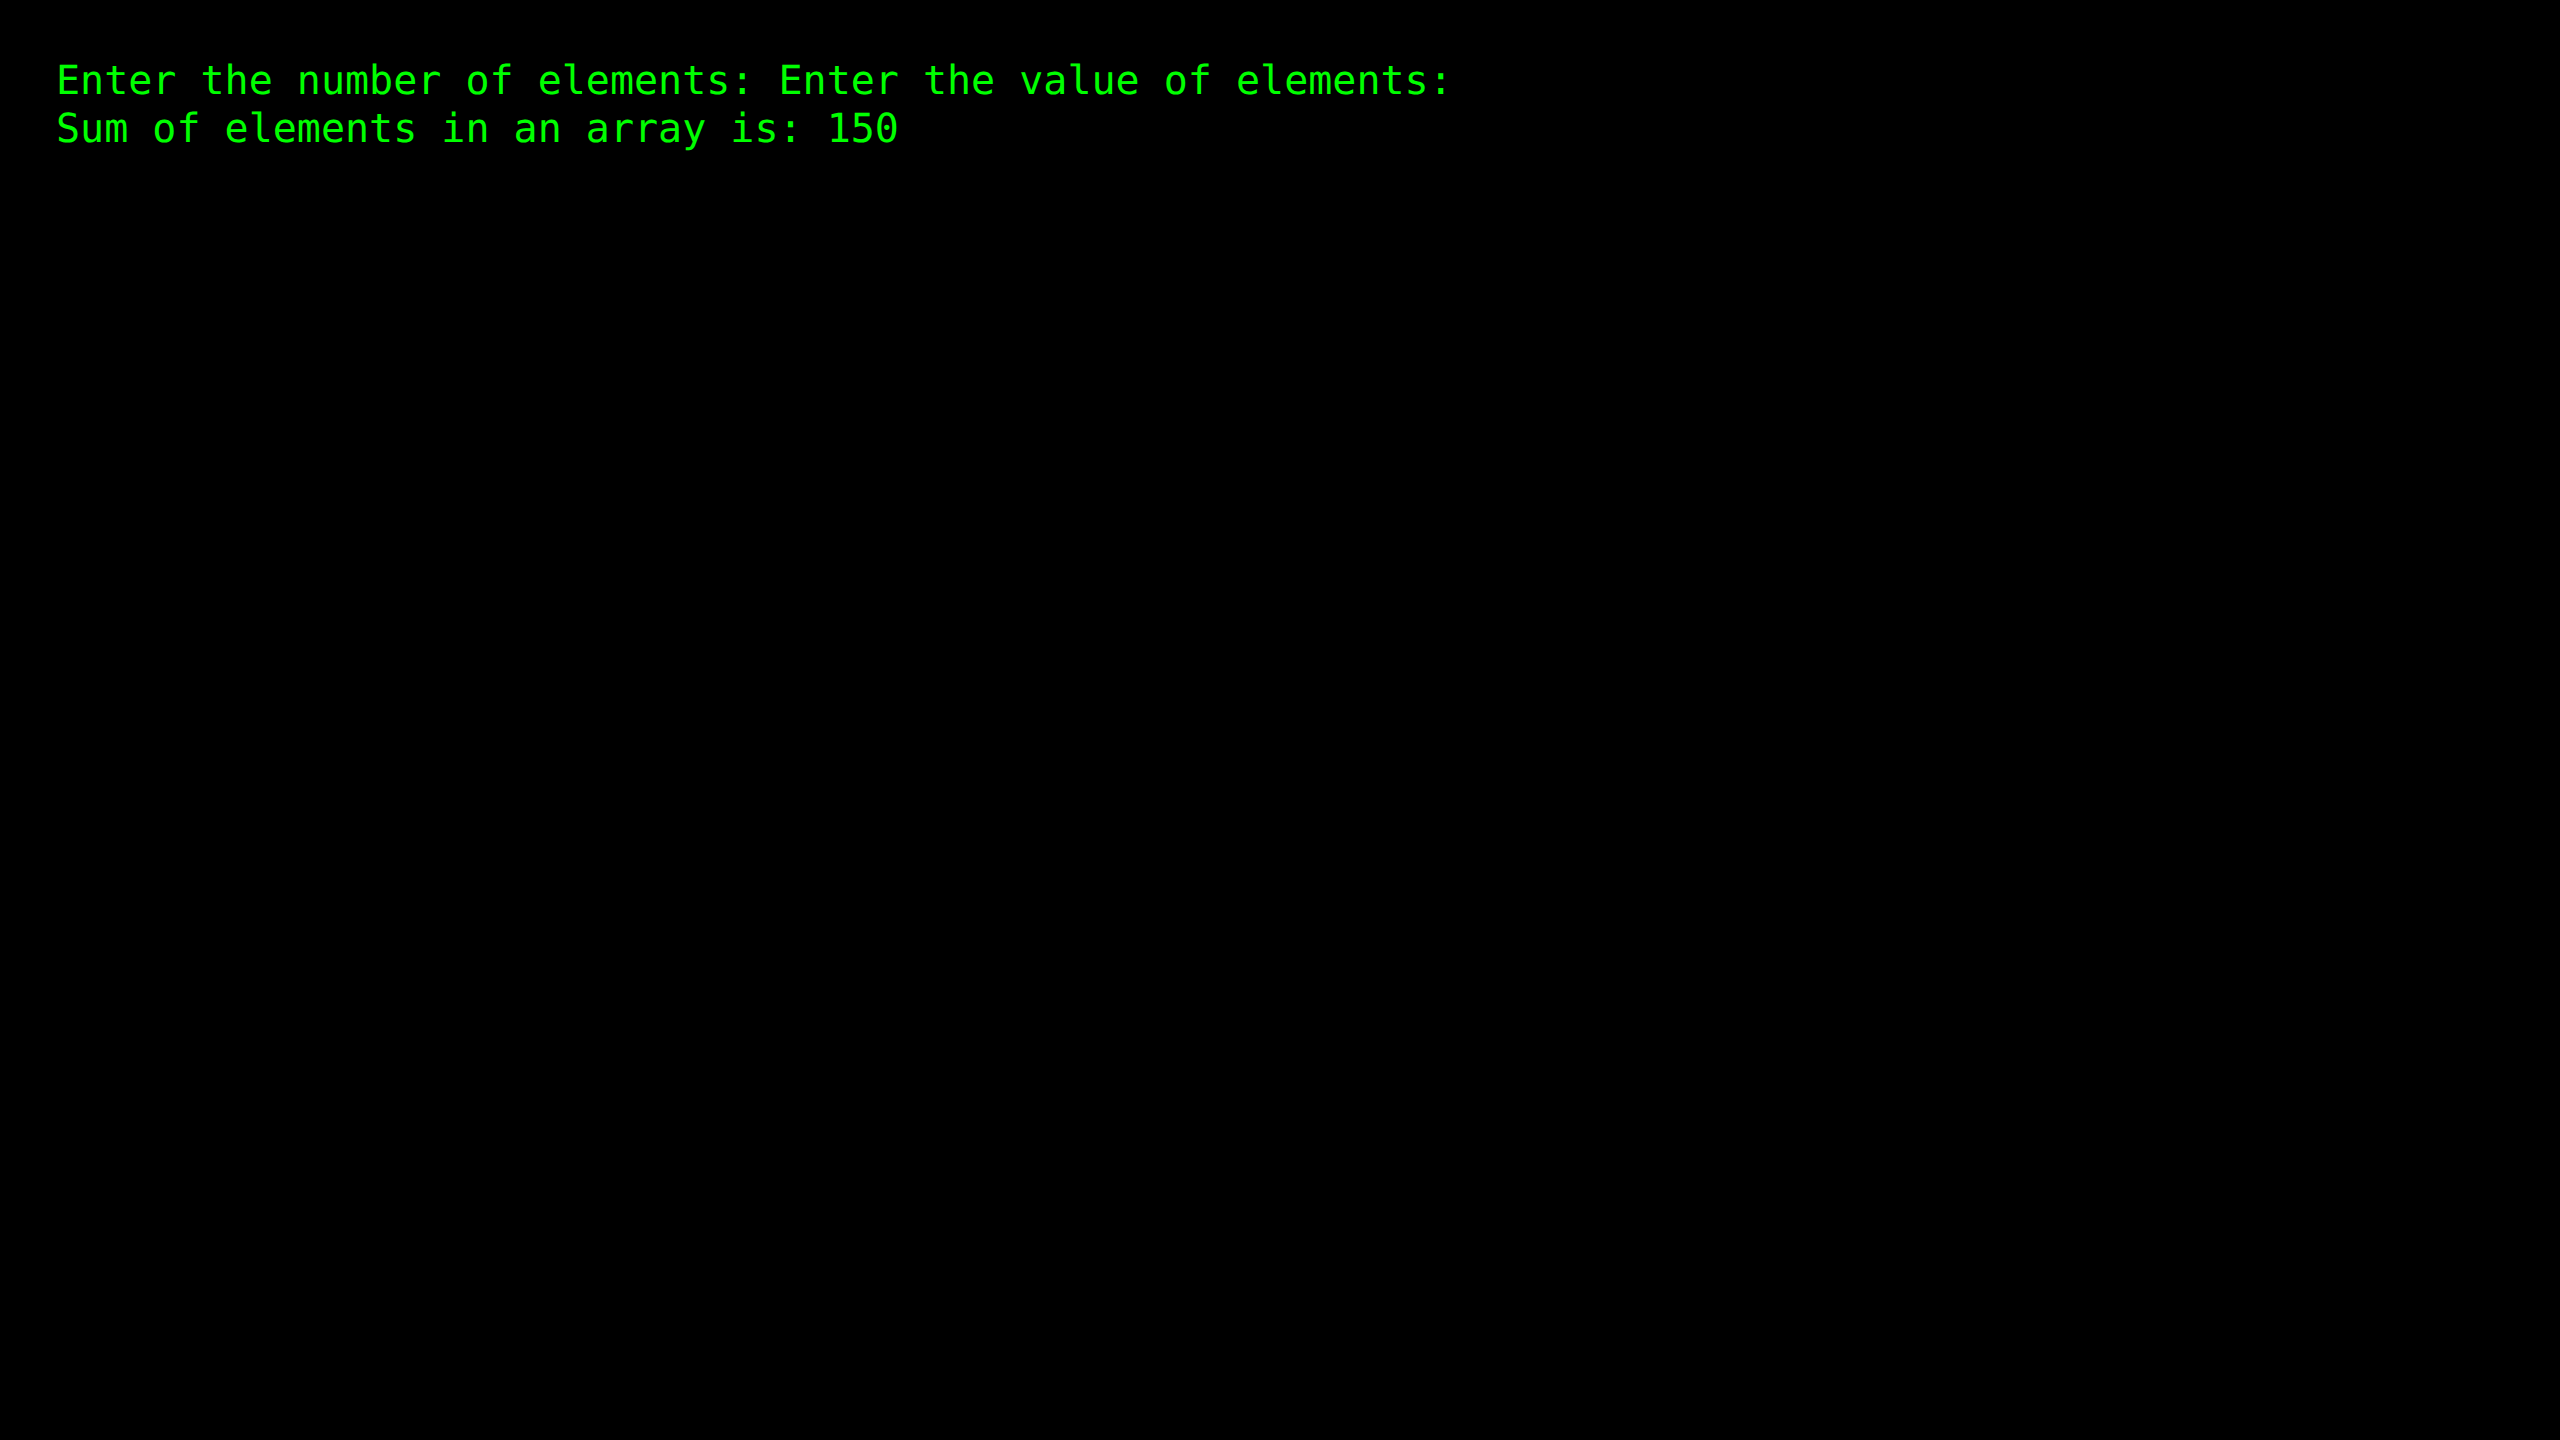 Enter the number of elements: Enter the value of elements:
Sum of elements in an array is: 150